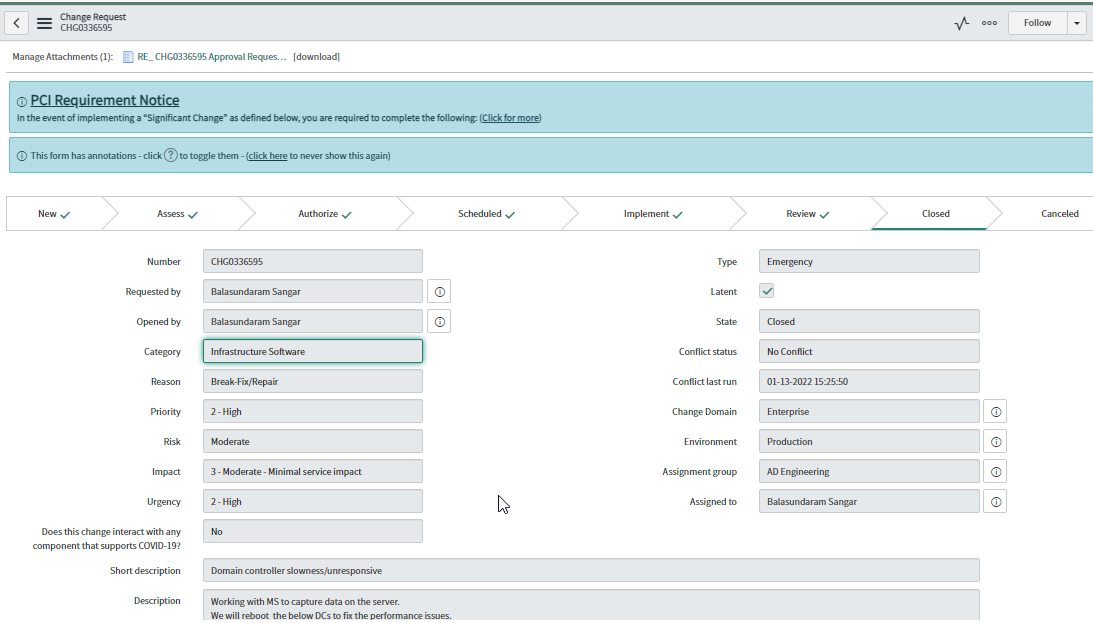 Change Request
CHG0336595
Follow
Manage Attachments (1): RE_ CHG0336595 Approval Reques... [download]
PCI Requirement Notice
In the event of implementing a “Significant Change” as defined below, you are required to complete the following: (Click for more)
This form has annotations - click ? to toggle them - (click here to never show this again)
New Assess Authorize Scheduled Implement Review Closed Canceled
Number CHG0336595
Type Emergency
Requested by Balasundaram Sangar
Latent
Opened by Balasundaram Sangar
State Closed
Category Infrastructure Software
Conflict status No Conflict
Reason Break-Fix/Repair
Conflict last run 01-13-2022 15:25:50
Priority 2 - High
Change Domain Enterprise
Risk Moderate
Environment Production
Impact 3 - Moderate - Minimal service impact
Assignment group AD Engineering
Urgency 2 - High
Assigned to Balasundaram Sangar
Does this change interact with any
component that supports COVID-19?
No
Short description Domain controller slowness/unresponsive
Description Working with MS to capture data on the server.
We will reboot the below DCs to fix the performance issues.